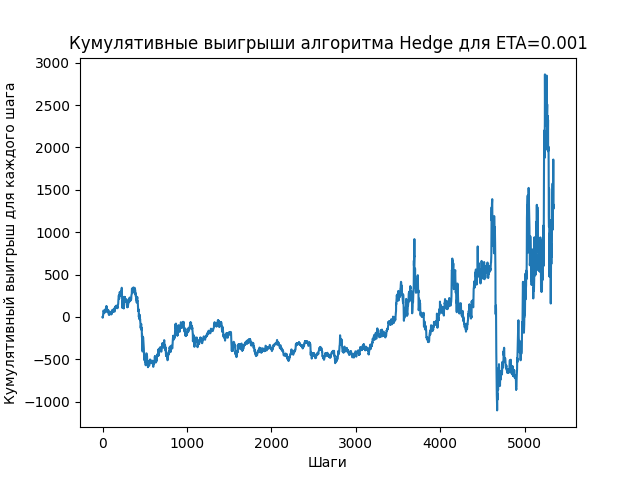 Кумулятивные выигрыши алгоритма Hedge для ETA=0.001
Кумулятивный выигрыш для каждого шага
3000
2500
2000
1500
1000
500
0
−500
−1000
0 1000 2000 3000 4000 5000
Шаги